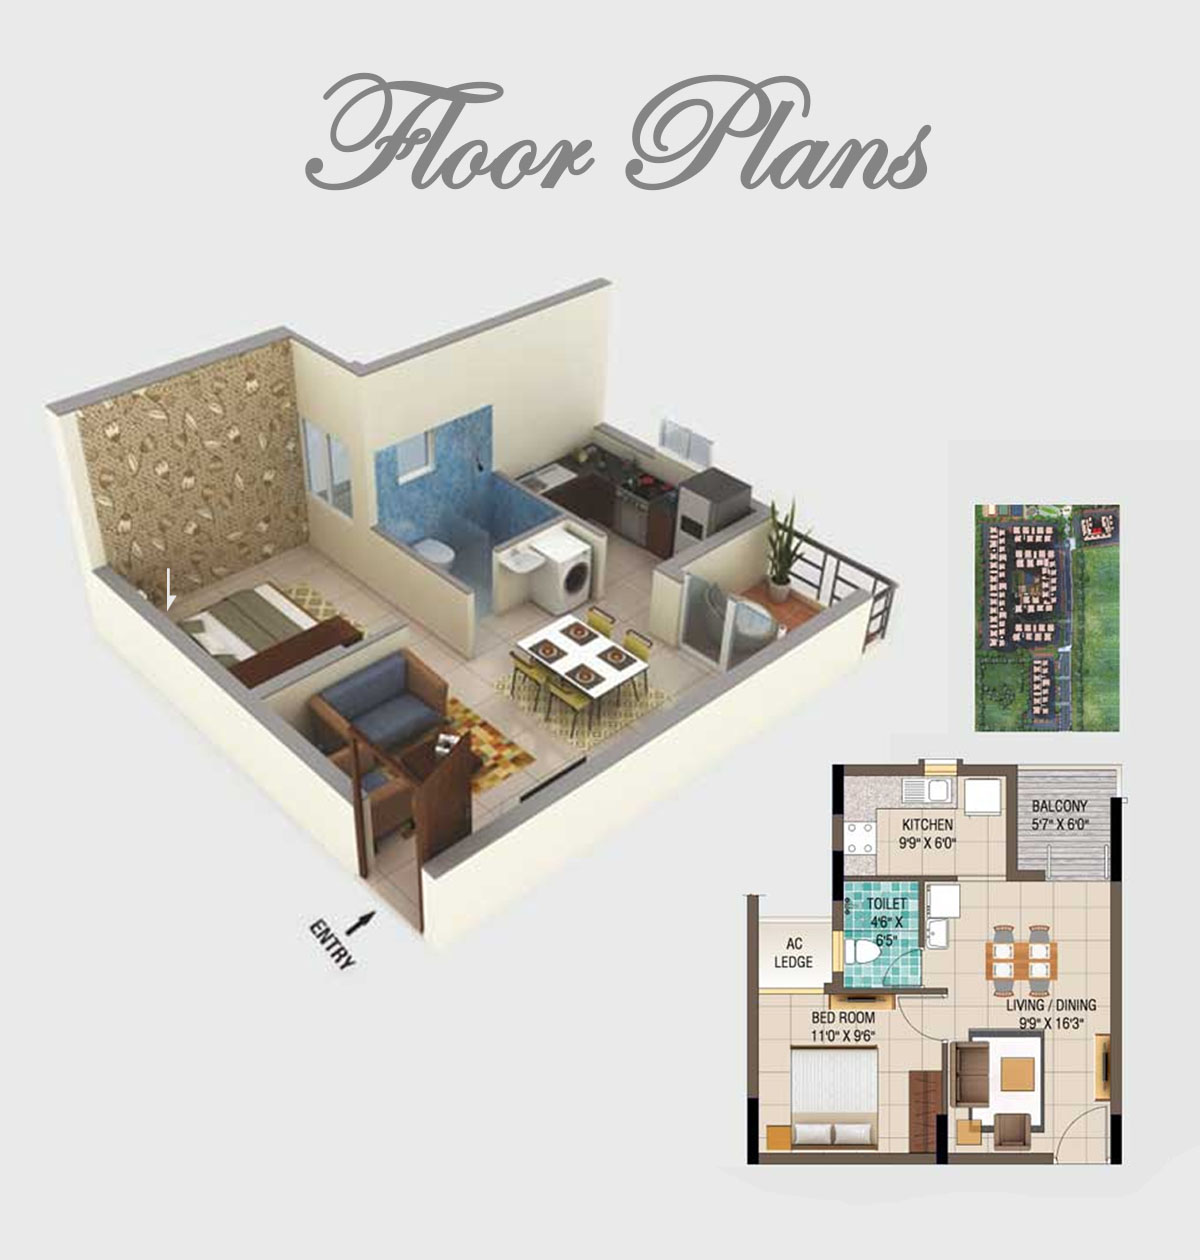 Floor Plans
ENTRY
KITCHEN
9'9" X 6'0"
BALCONY
5'7" X 6'0"
TOILET
4'6" X
6'5"
AC
LEDGE
LIVING / DINING
9'9" X 16'3"
BED ROOM
11'0" X 9'6"